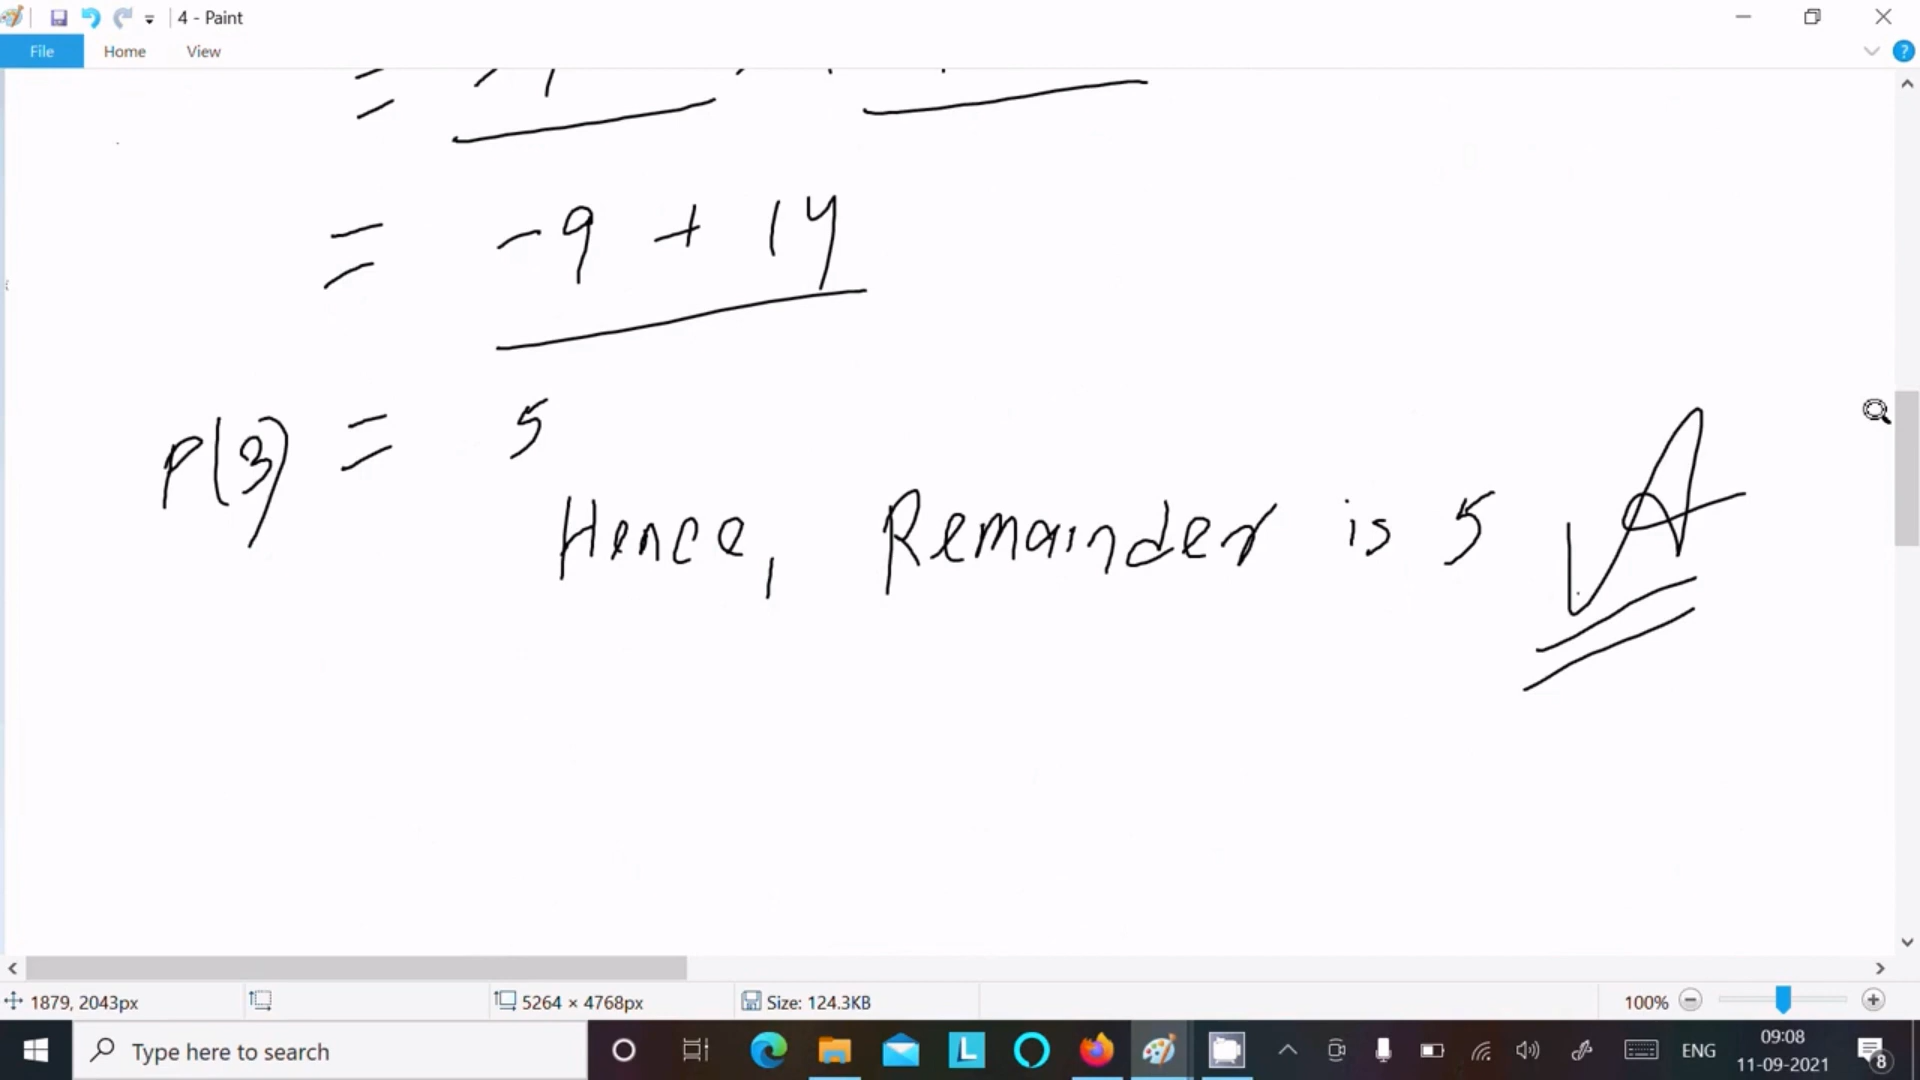 4 - Paint
File Home View
= -9 + 14
P(3) = 5
Hence, Remainder is 5 A
1879, 2043px 5264 × 4768px Size: 124.3KB 100%
Type here to search L ENG 09:08
11-09-2021 8